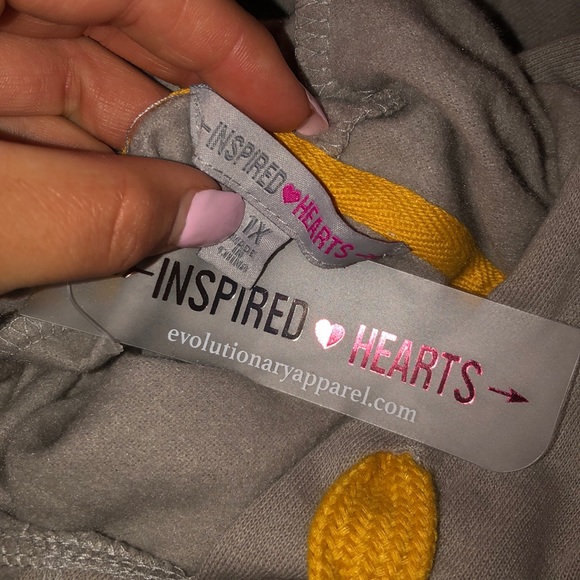 INSPIRED♥HEARTS
1X
INSPIRED ♥ HEARTS →
evolutionaryapparel.com